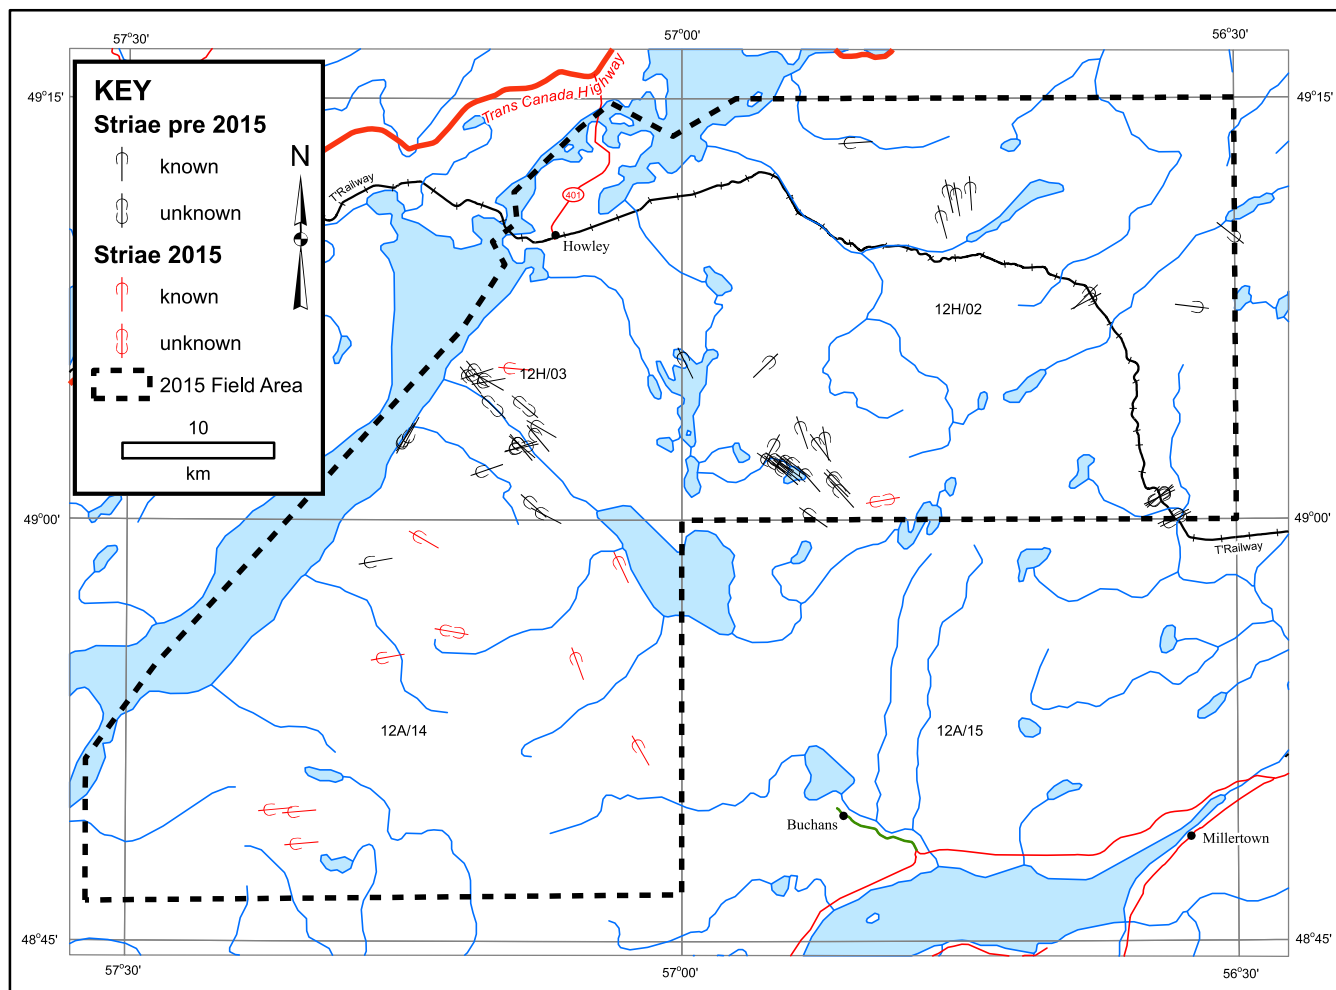 57°30'
57°00'
56°30'
49°15'
49°15'
KEY
Striae pre 2015
known
unknown
Striae 2015
known
unknown
2015 Field Area
10
km
N
Trans Canada Highway
T'Railway
401
Howley
12H/02
12H/03
49°00'
49°00'
T'Railway
12A/14
12A/15
Buchans
Millertown
48°45'
48°45'
57°30'
57°00'
56°30'